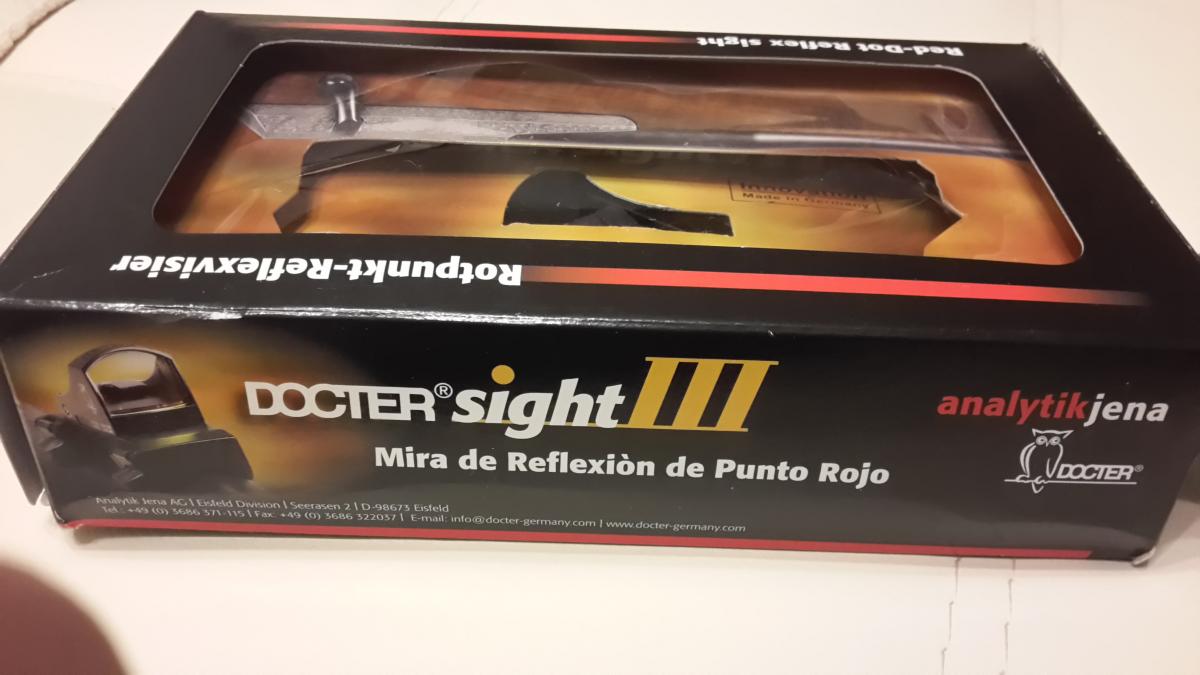 Red-Dot Reflex sight
Innovation
Made in Germany
Rotpunkt-Reflexvisier
DOCTER® sight III
Mira de Reflexiòn de Punto Rojo
analytikjena
DOCTER®
Analytik Jena AG | Eisfeld Division | Seerasen 2 | D-98673 Eisfeld
Tel.: +49 (0) 3686 371-115 | Fax: +49 (0) 3686 322037 | E-mail: info@docter-germany.com | www.docter-germany.com